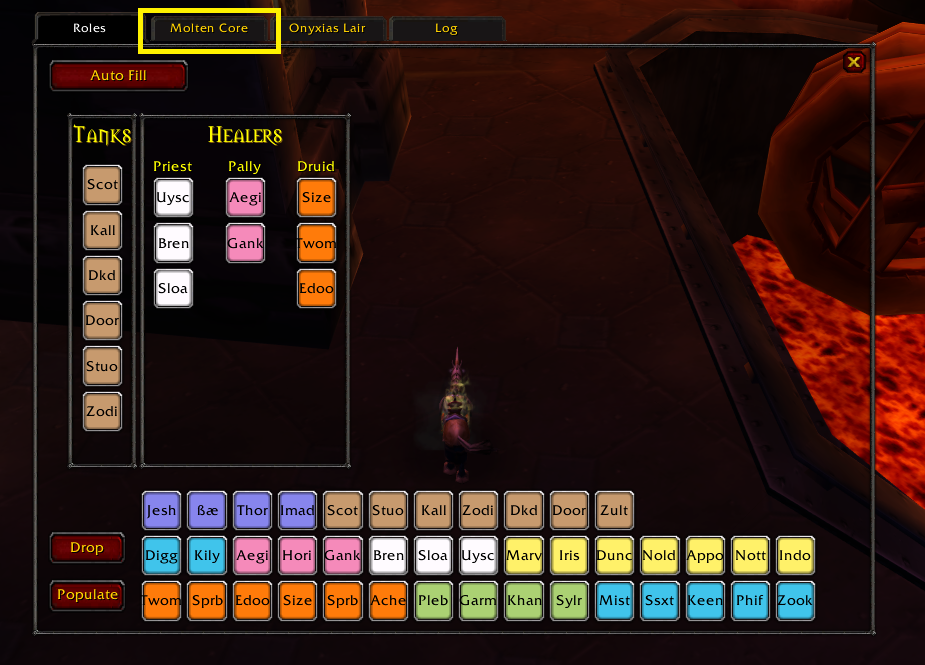 Roles Molten Core Onyxias Lair Log
Auto Fill
Tanks Healers
Priest Pally Druid
Scot
Kall
Dkd
Door
Stuo
Zodi
Uysc Aegi Size
Bren Gank Twom
Sloa Edoo
Jesh ßæ Thor Imad Scot Stuo Kall Zodi Dkd Door Zult
Drop
Digg Kily Aegi Hori Gank Bren Sloa Uysc Marv Iris Dunc Nold Appo Nott Indo
Populate
Twom Sprb Edoo Size Sprb Ache Pleb Garm Khan Sylr Mist Ssxt Keen Phif Zook